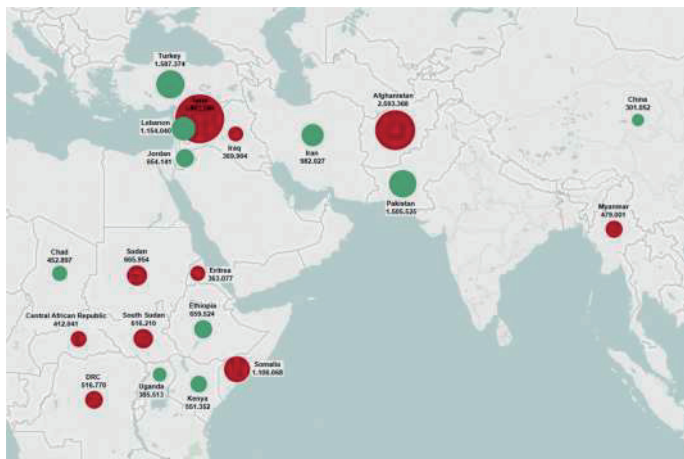 Turkey
1.587.374
Afghanistan
2.593.368
China
301.052
Lebanon
1.154.040
Iraq
369.904
Iran
982.027
Jordan
654.141
Pakistan
1.505.525
Myanmar
479.001
Chad
452.897
Sudan
665.954
Eritrea
363.077
Ethiopia
659.524
Central African Republic
412.041
South Sudan
616.210
Somalia
1.106.068
DRC
516.770
Uganda
385.513
Kenya
551.352